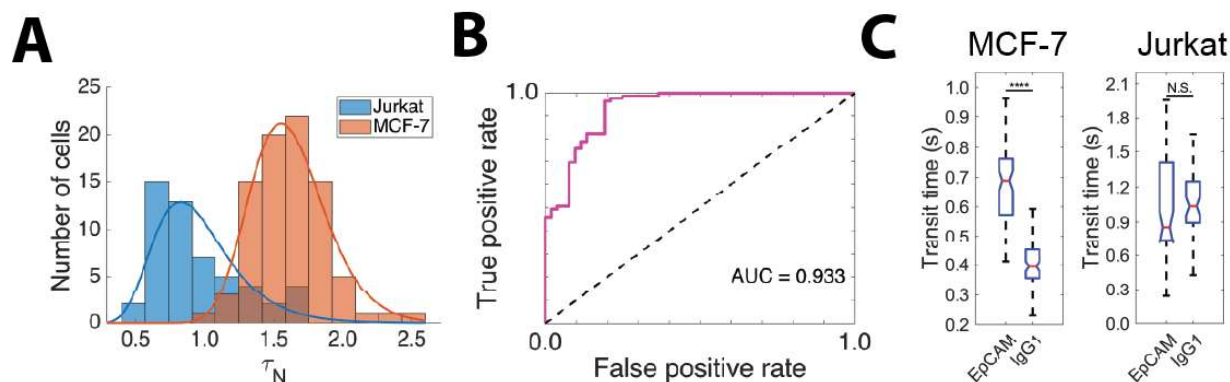 A
Number of cells
25
20
15
10
5
0
0.5
1.0
1.5
2.0
2.5
τN
Jurkat
MCF-7
B
True positive rate
1.0
0.0
1.0
False positive rate
AUC = 0.933
C
MCF-7
Transit time (s)
1.0
0.9
0.8
0.7
0.6
0.5
0.4
0.3
0.2
****
EpCAM
IgG1
Jurkat
Transit time (s)
2.1
1.8
1.5
1.2
0.9
0.6
0.3
0.0
N.S.
EpCAM
IgG1